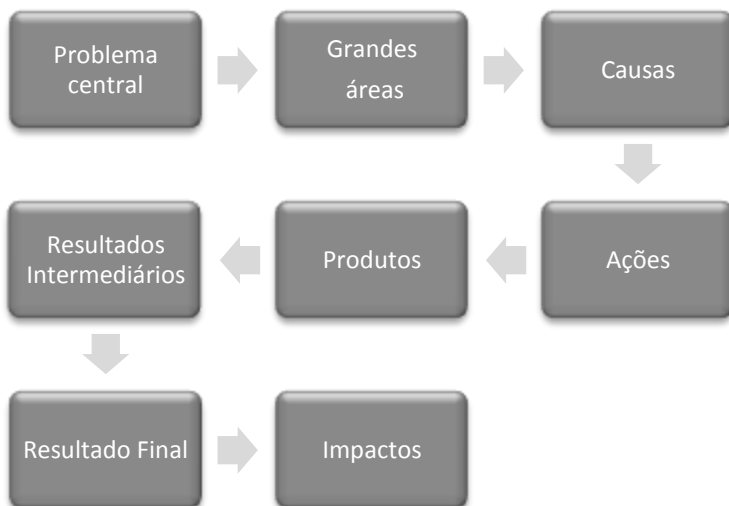 Problema
central
Grandes
áreas
Causas
Resultados
Intermediários
Produtos
Ações
Resultado Final
Impactos